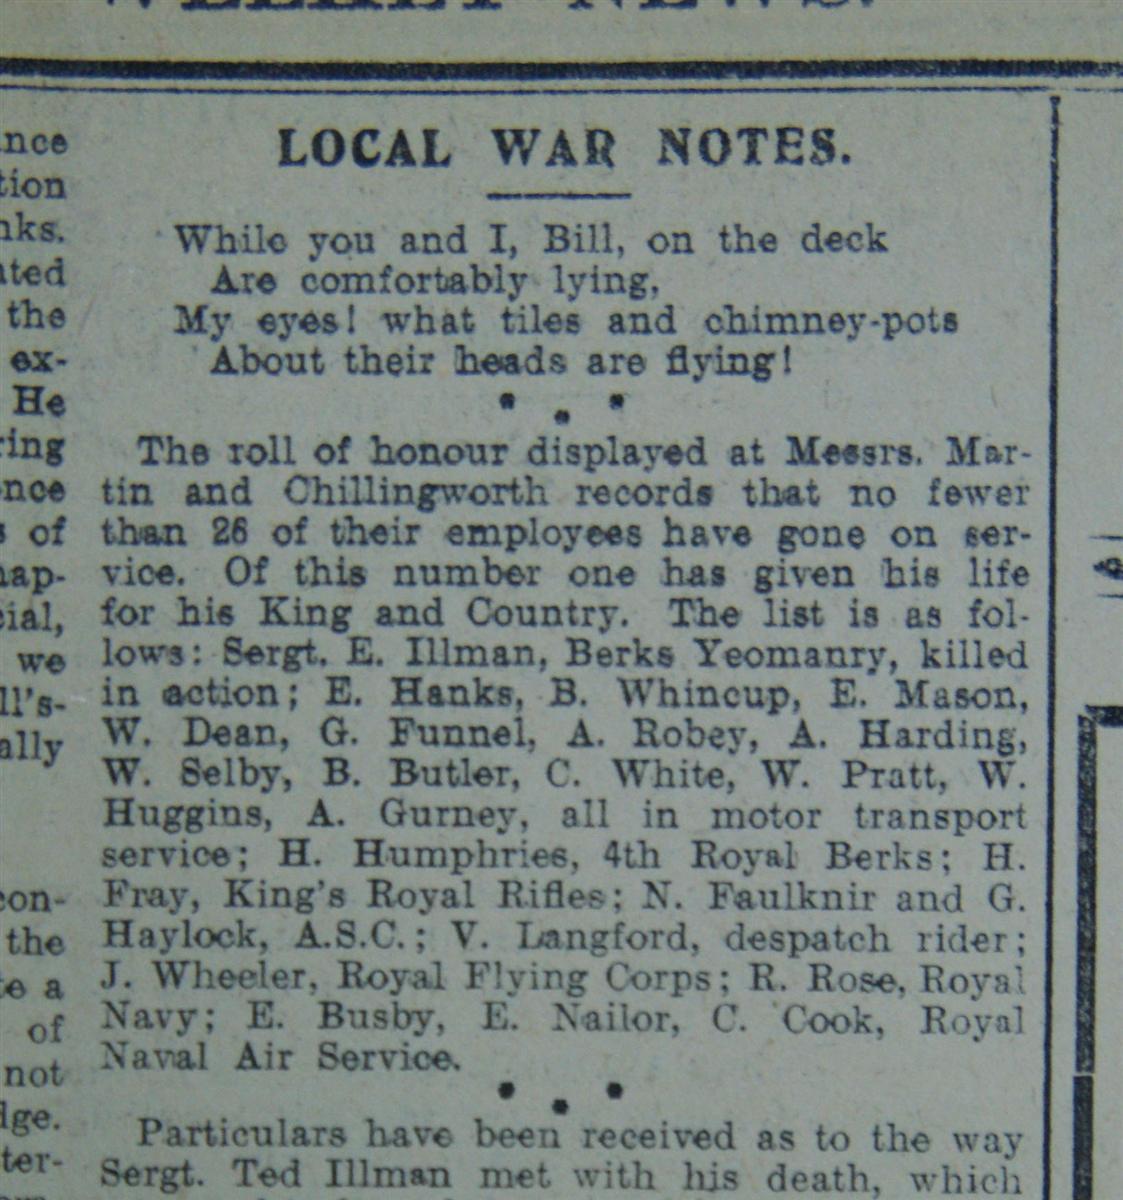 WEEKLY NEWS.
LOCAL WAR NOTES.
While you and I, Bill, on the deck
Are comfortably lying,
My eyes! what tiles and chimney-pots
About their heads are flying!
The roll of honour displayed at Messrs. Mar-
tin and Chillingworth records that no fewer
than 26 of their employees have gone on ser-
vice. Of this number one has given his life
for his King and Country. The list is as fol-
lows: Sergt. E. Illman, Berks Yeomanry, killed
in action; E. Hanks, B. Whincup, E. Mason,
W. Dean, G. Funnel, A. Robey, A. Harding,
W. Selby, B. Butler, C. White, W. Pratt, W.
Huggins, A. Gurney, all in motor transport
service; H. Humphries, 4th Royal Berks; H.
Fray, King's Royal Rifles; N. Faulknir and G.
Haylock, A.S.C.; V. Langford, despatch rider;
J. Wheeler, Royal Flying Corps; R. Rose, Royal
Navy; E. Busby, E. Nailor, C. Cook, Royal
Naval Air Service.
Particulars have been received as to the way
Sergt. Ted Illman met with his death, which